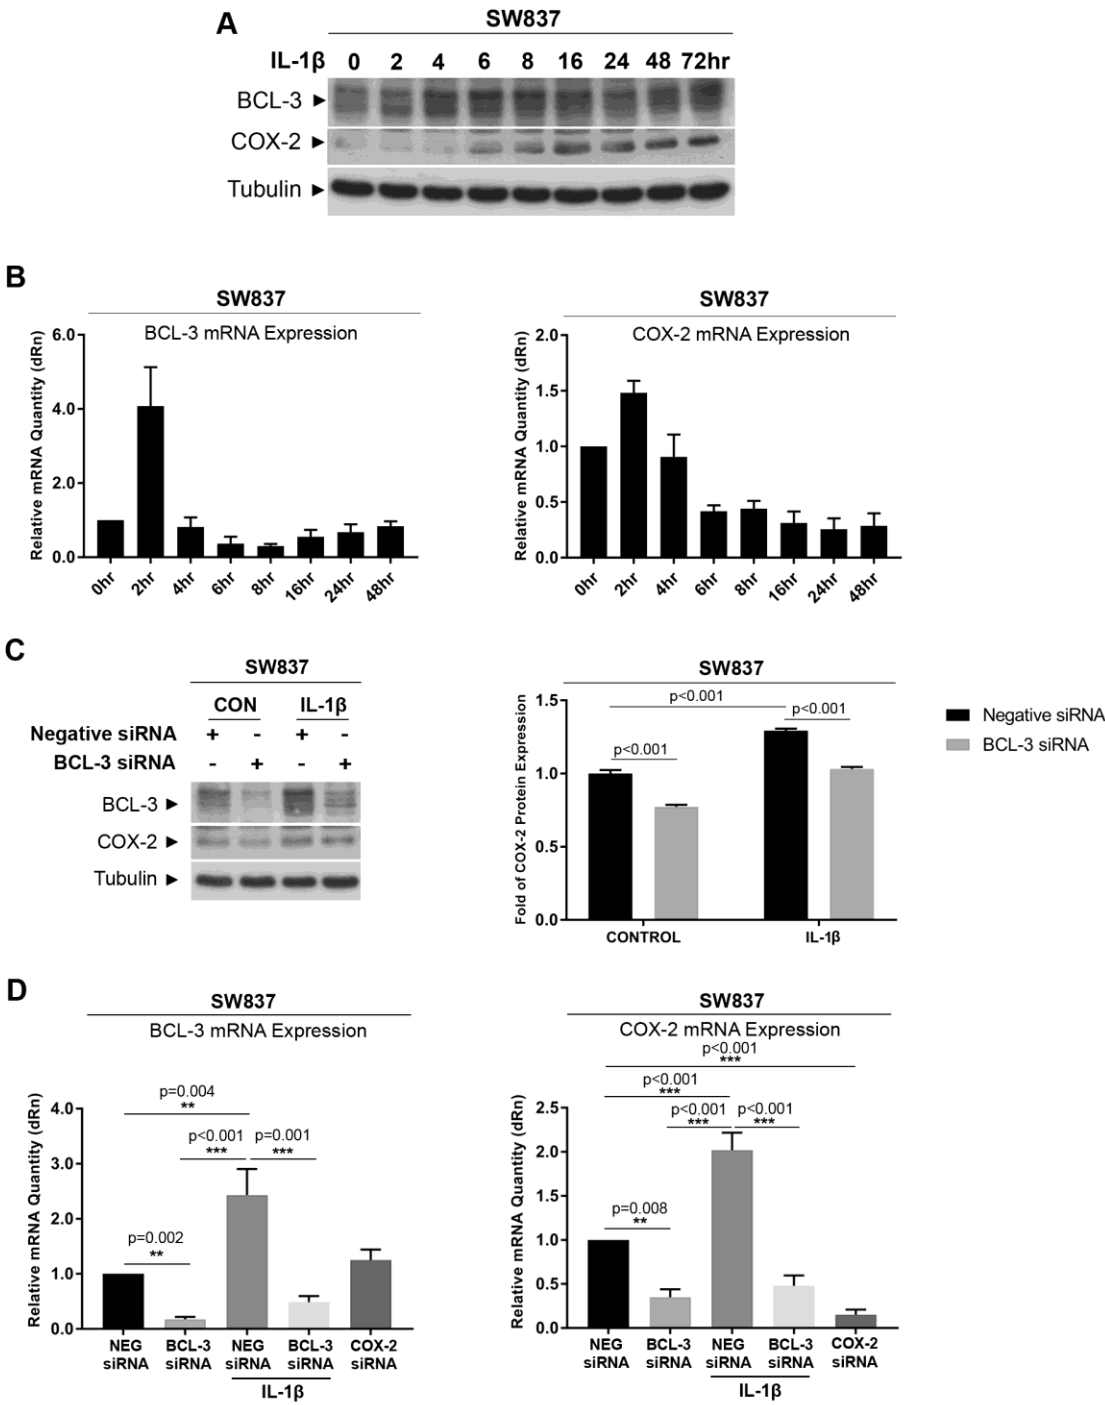 A
SW837
IL-1β 0 2 4 6 8 16 24 48 72hr
BCL-3
COX-2
Tubulin
B
SW837
BCL-3 mRNA Expression
Relative mRNA Quantity (dRn)
6.0
4.0
2.0
0.0
0hr 2hr 4hr 6hr 8hr 16hr 24hr 48hr
SW837
COX-2 mRNA Expression
Relative mRNA Quantity (dRn)
2.0
1.5
1.0
0.5
0.0
0hr 2hr 4hr 6hr 8hr 16hr 24hr 48hr
C
SW837
CON IL-1β
Negative siRNA + - + -
BCL-3 siRNA - + - +
BCL-3
COX-2
Tubulin
SW837
Fold of COX-2 Protein Expression
1.5
1.0
0.5
0.0
p<0.001
p<0.001
p<0.001
CONTROL IL-1β
Negative siRNA
BCL-3 siRNA
D
SW837
BCL-3 mRNA Expression
Relative mRNA Quantity (dRn)
4.0
3.0
2.0
1.0
0.0
p=0.004
**
p<0.001 p=0.001
*** ***
p=0.002
**
NEG siRNA
BCL-3 siRNA
NEG siRNA
BCL-3 siRNA
COX-2 siRNA
IL-1β
SW837
COX-2 mRNA Expression
Relative mRNA Quantity (dRn)
2.5
2.0
1.5
1.0
0.5
0.0
p<0.001
***
p<0.001
***
p<0.001 p<0.001
*** ***
p=0.008
**
NEG siRNA
BCL-3 siRNA
NEG siRNA
BCL-3 siRNA
COX-2 siRNA
IL-1β